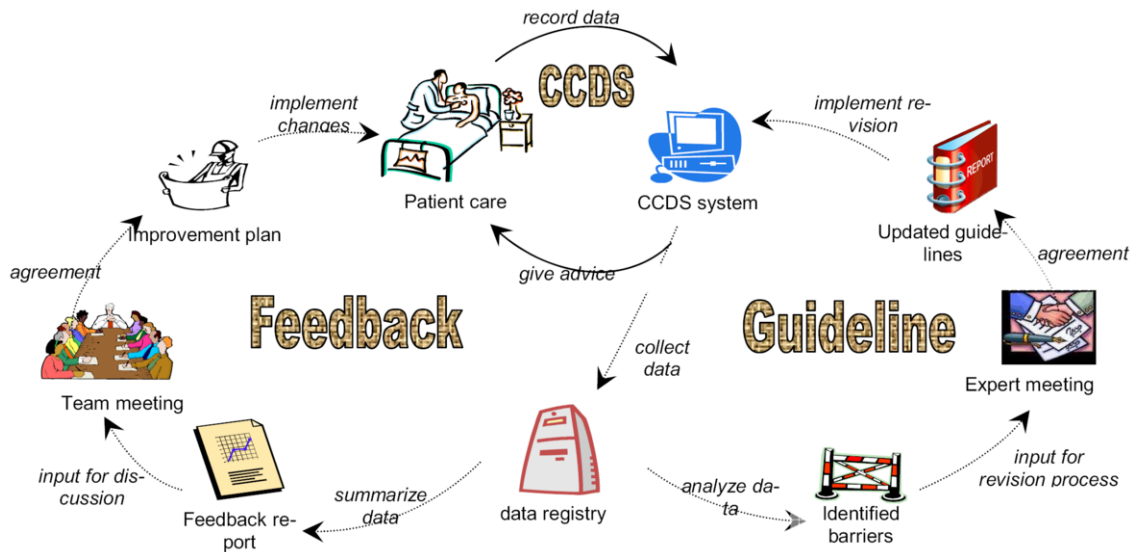 record data
CCDS
implement
changes
implement re-
vision
REPORT
Patient care
CCDS system
Improvement plan
Updated guide-
lines
agreement
give advice
agreement
Feedback
Guideline
collect
data
Team meeting
Expert meeting
input for dis-
cussion
summarize
data
Feedback re-
port
data registry
analyze da-
ta
Identified
barriers
input for
revision process